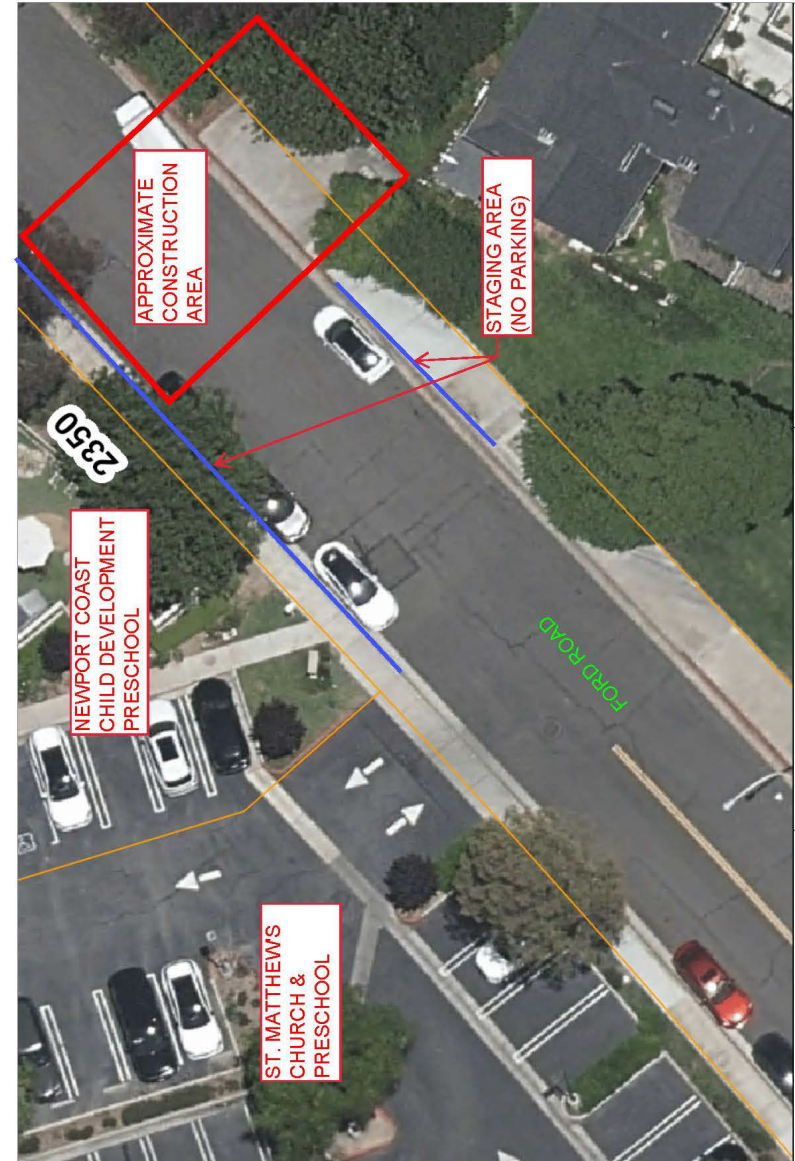 APPROXIMATE
CONSTRUCTION
AREA
STAGING AREA
(NO PARKING)
2350
NEWPORT COAST
CHILD DEVELOPMENT
PRESCHOOL
FORD ROAD
ST. MATTHEWS
CHURCH &
PRESCHOOL